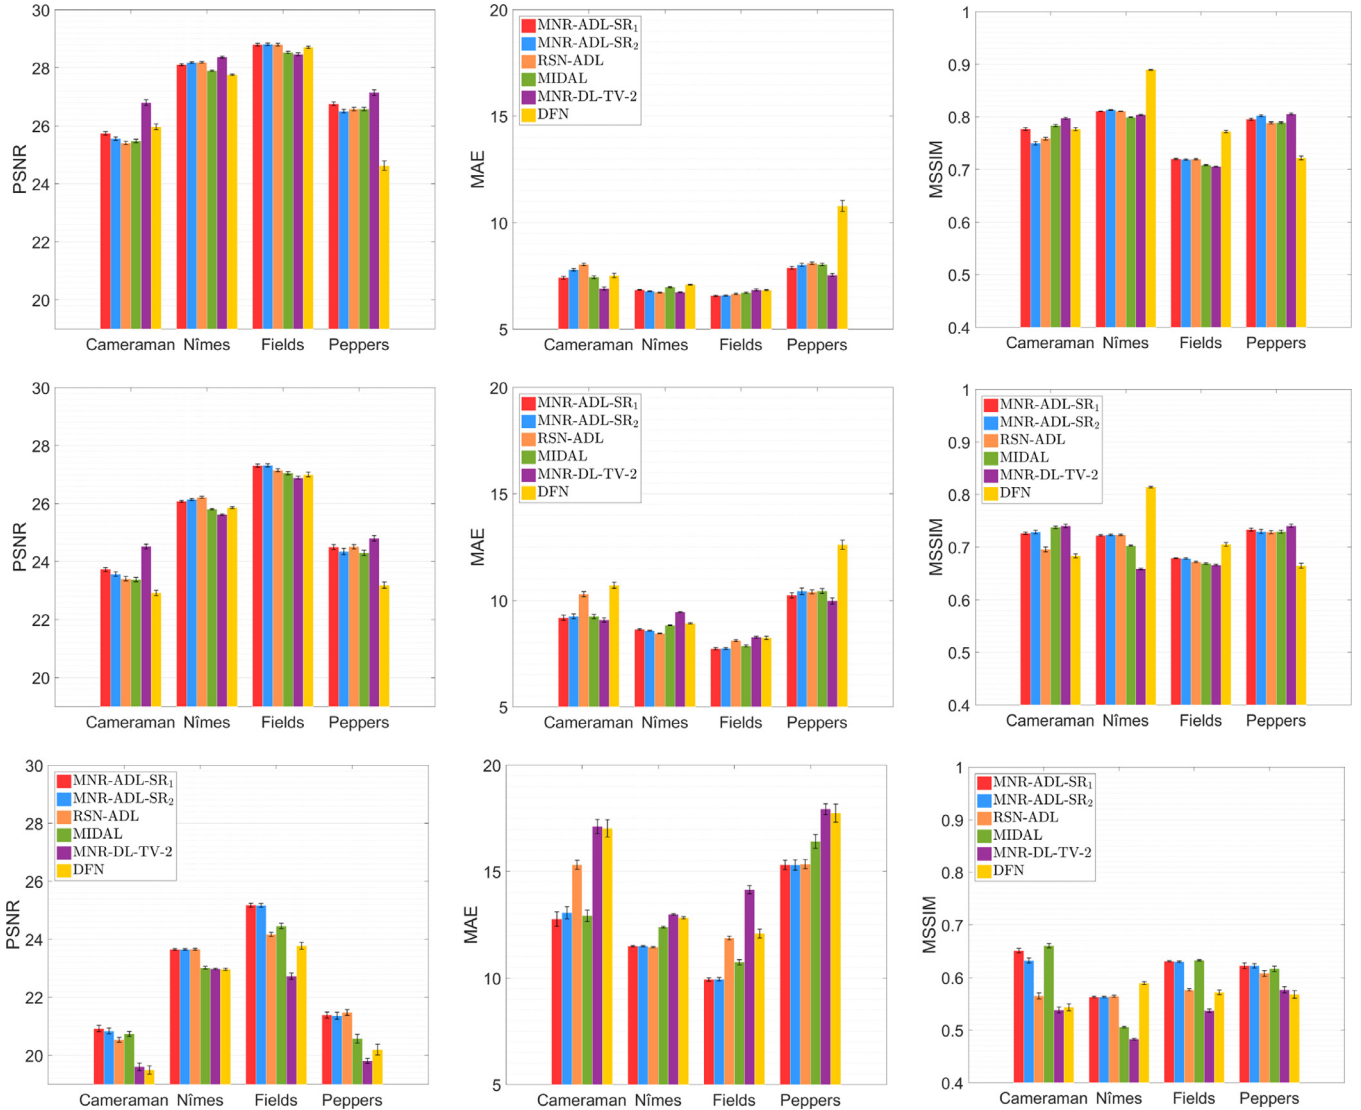 30
28
26
24
22
20
PSNR
Cameraman Nîmes Fields Peppers
20
15
10
5
MAE
MNR-ADL-SR₁
MNR-ADL-SR₂
RSN-ADL
MIDAL
MNR-DL-TV-2
DFN
Cameraman Nîmes Fields Peppers
1
0.9
0.8
0.7
0.6
0.5
0.4
MSSIM
Cameraman Nîmes Fields Peppers
30
28
26
24
22
20
PSNR
Cameraman Nîmes Fields Peppers
20
15
10
5
MAE
MNR-ADL-SR₁
MNR-ADL-SR₂
RSN-ADL
MIDAL
MNR-DL-TV-2
DFN
Cameraman Nîmes Fields Peppers
1
0.9
0.8
0.7
0.6
0.5
0.4
MSSIM
MNR-ADL-SR₁
MNR-ADL-SR₂
RSN-ADL
MIDAL
MNR-DL-TV-2
DFN
Cameraman Nîmes Fields Peppers
30
28
26
24
22
20
PSNR
MNR-ADL-SR₁
MNR-ADL-SR₂
RSN-ADL
MIDAL
MNR-DL-TV-2
DFN
Cameraman Nîmes Fields Peppers
20
15
10
5
MAE
Cameraman Nîmes Fields Peppers
1
0.9
0.8
0.7
0.6
0.5
0.4
MSSIM
MNR-ADL-SR₁
MNR-ADL-SR₂
RSN-ADL
MIDAL
MNR-DL-TV-2
DFN
Cameraman Nîmes Fields Peppers